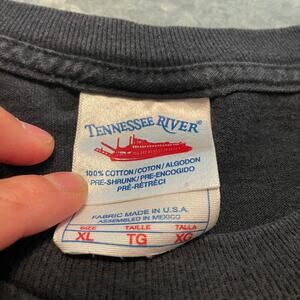 TENNESSEE RIVER®
100% COTTON/COTON/ALGODON
PRE-SHRUNK/PRE-ENCOGIDO
PRÉ-RÉTRÉCI
FABRIC MADE IN U.S.A.
ASSEMBLED IN MEXICO
SIZE TAILLE TALLA
XL TG XG